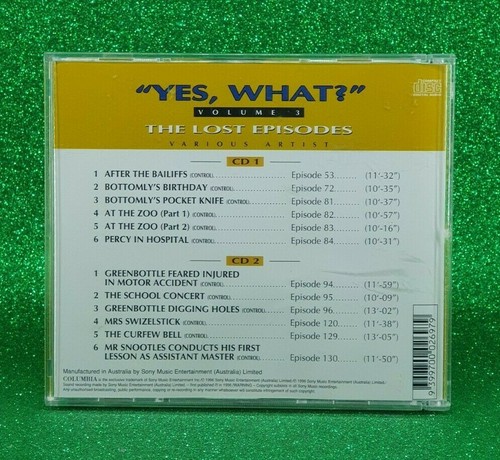 "YES, WHAT?"
VOLUME 3
THE LOST EPISODES
VARIOUS ARTIST
CD 1
1 AFTER THE BAILIFFS (CONTROL) Episode 53 (11'-32")
2 BOTTOMLY'S BIRTHDAY (CONTROL) Episode 72 (10'-35")
3 BOTTOMLY'S POCKET KNIFE (CONTROL) Episode 81 (10'-37")
4 AT THE ZOO (Part 1) (CONTROL) Episode 82 (10'-57")
5 AT THE ZOO (Part 2) (CONTROL) Episode 83 (10'-16")
6 PERCY IN HOSPITAL (CONTROL) Episode 84 (10'-31")
CD 2
1 GREENBOTTLE FEARED INJURED
IN MOTOR ACCIDENT (CONTROL) Episode 94 (11'-59")
2 THE SCHOOL CONCERT (CONTROL) Episode 95 (10'-09")
3 GREENBOTTLE DIGGING HOLES (CONTROL) Episode 96 (13'-02")
4 MRS SWIZELSTICK (CONTROL) Episode 120 (11'-38")
5 THE CURFEW BELL (CONTROL) Episode 129 (13'-05")
6 MR SNOOTLES CONDUCTS HIS FIRST
LESSON AS ASSISTANT MASTER (CONTROL) Episode 130 (11'-50")
Manufactured in Australia by Sony Music Entertainment (Australia) Limited